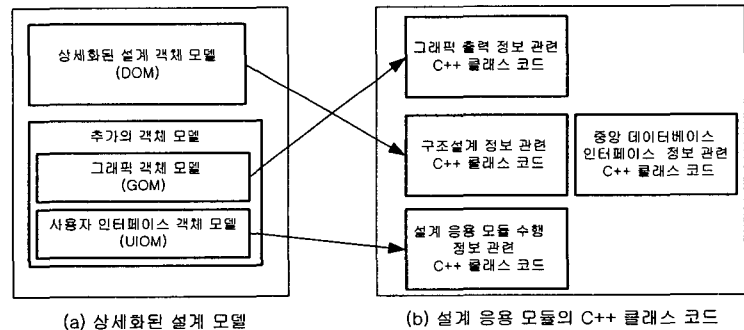 상세화된 설계 객체 모델
(DOM)
추가의 객체 모델
그래픽 객체 모델
(GOM)
사용자 인터페이스 객체 모델
(UIOM)
(a) 상세화된 설계 모델
그래픽 출력 정보 관련
C++ 클래스 코드
구조설계 정보 관련
C++ 클래스 코드
중앙 데이터베이스
인터페이스 정보 관련
C++ 클래스 코드
설계 응용 모듈 수행
정보 관련
C++ 클래스 코드
(b) 설계 응용 모듈의 C++ 클래스 코드